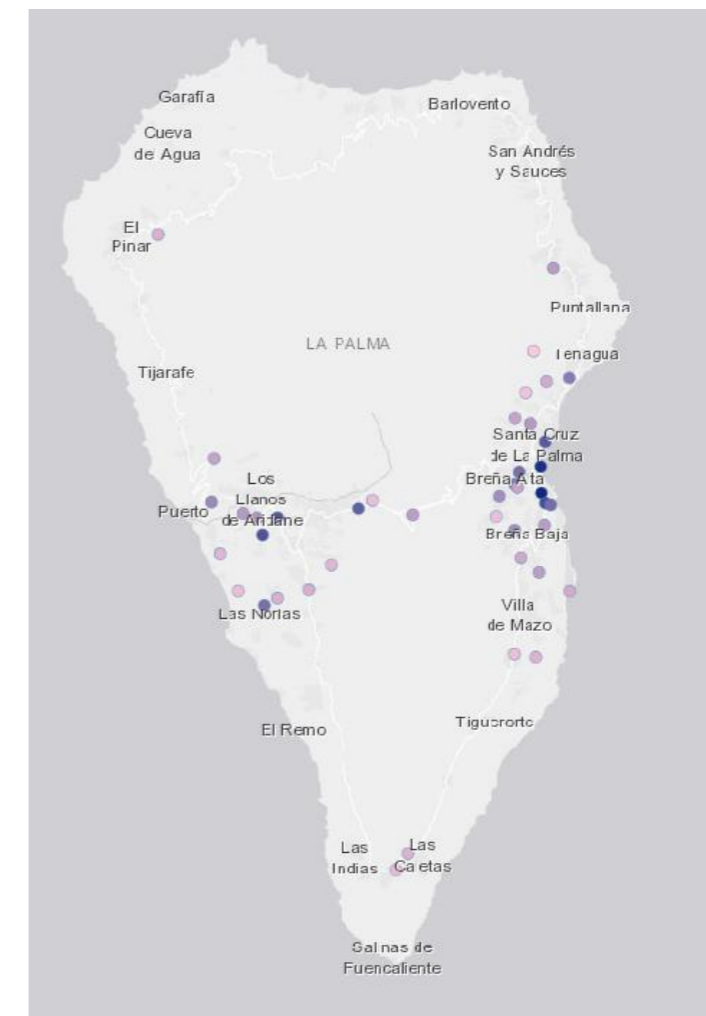 Garafía
Barlovento
Cueva
de Agua
San Andrés
y Sauces
El
Pinar
Puntallana
LA PALMA
Tenagua
Tijarafe
Santa Cruz
de La Palma
Breña Alta
Los
Llanos
de Aridane
Puerto
Breña Baja
Villa
de Mazo
Las Norias
El Remo
Tiguerorte
Las
Indias
Las
Caletas
Salinas de
Fuencaliente